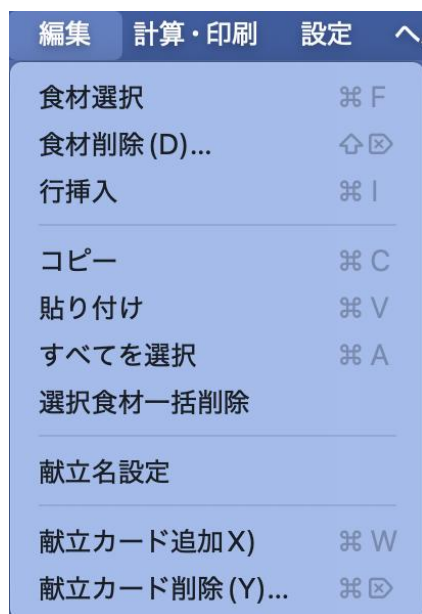 編集 計算・印刷 設定 ヘ
食材選択 ⌘ F
食材削除(D)... ⇧⌦
行挿入 ⌘ I
コピー ⌘ C
貼り付け ⌘ V
すべてを選択 ⌘ A
選択食材一括削除
献立名設定
献立カード追加X) ⌘ W
献立カード削除(Y)... ⌘⌦